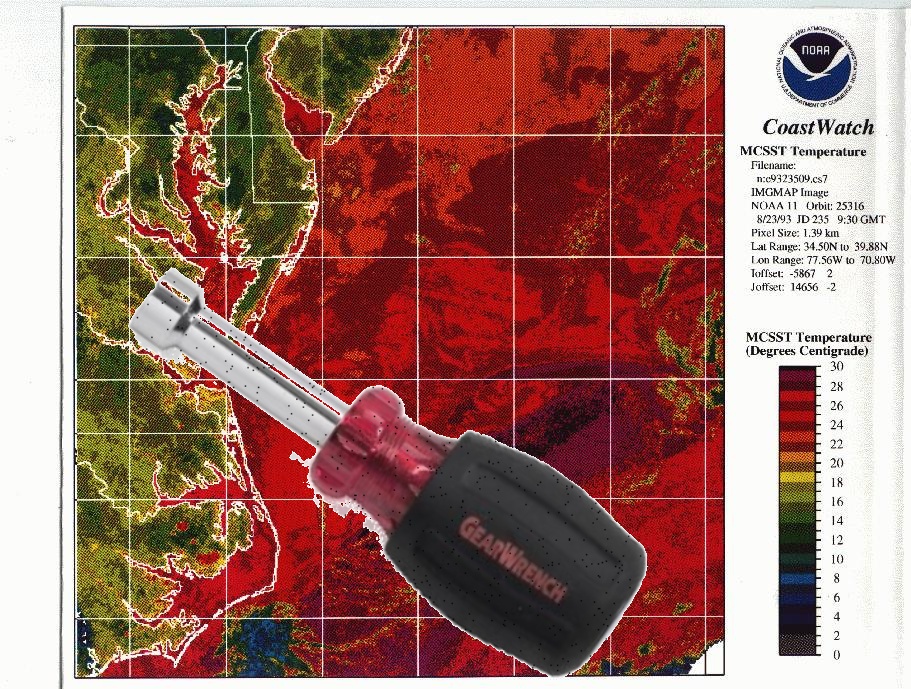 NOAA
NATIONAL OCEANIC AND ATMOSPHERIC ADMINISTRATION
U.S. DEPARTMENT OF COMMERCE
CoastWatch
MCSST Temperature
Filename:
n:c9323509.cs7
IMGMAP Image
NOAA 11 Orbit: 25316
8/23/93 JD 235 9:30 GMT
Pixel Size: 1.39 km
Lat Range: 34.50N to 39.88N
Lon Range: 77.56W to 70.80W
Ioffset: -5867 2
Joffset: 14656 -2
MCSST Temperature
(Degrees Centigrade)
30
28
26
24
22
20
18
16
14
12
10
8
6
4
2
0
GEARWRENCH